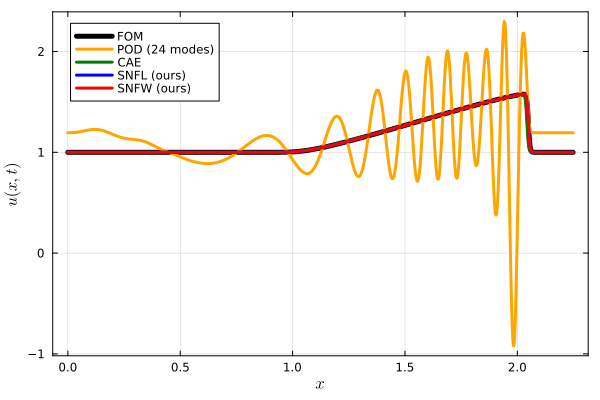 FOM
POD (24 modes)
CAE
SNFL (ours)
SNFW (ours)
2
1
0
−1
u(x, t)
0.0 0.5 1.0 1.5 2.0
x